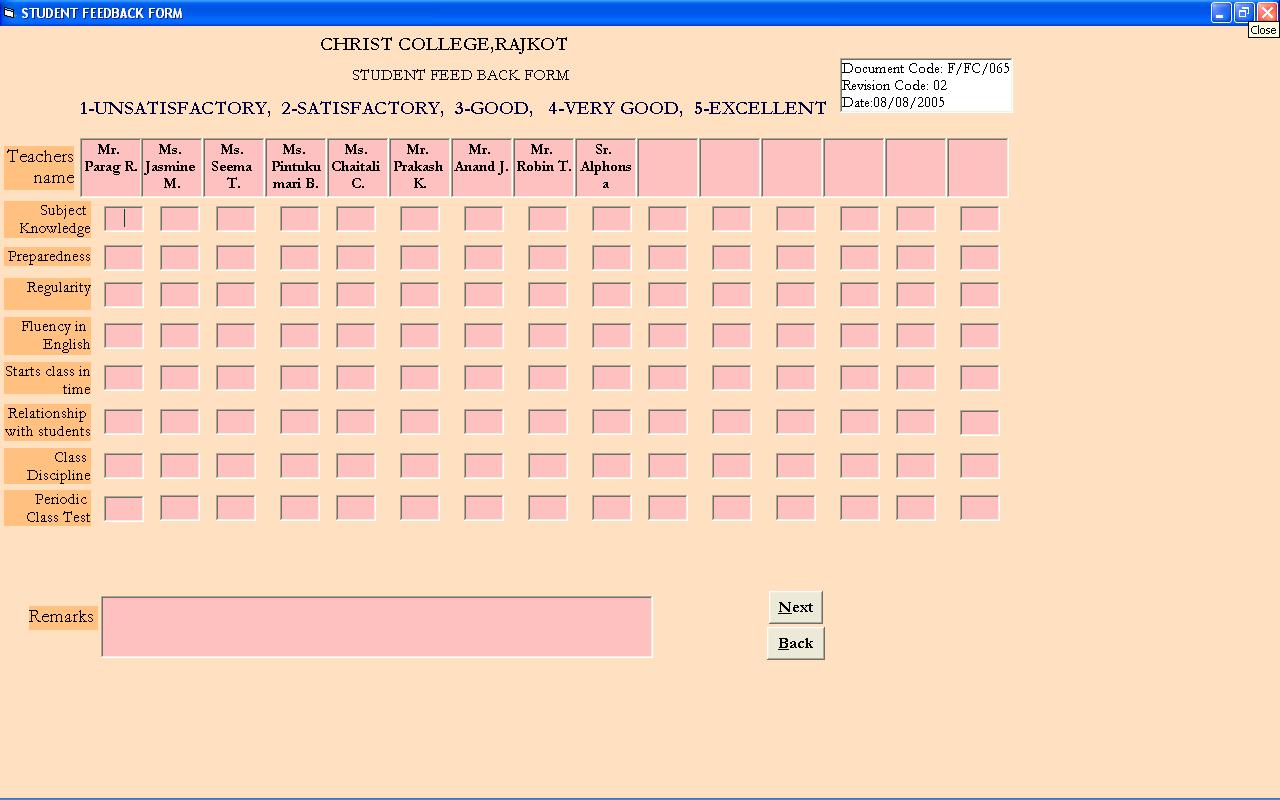 STUDENT FEEDBACK FORM
Close
CHRIST COLLEGE,RAJKOT
STUDENT FEED BACK FORM
1-UNSATISFACTORY, 2-SATISFACTORY, 3-GOOD, 4-VERY GOOD, 5-EXCELLENT
Document Code: F/FC/065
Revision Code: 02
Date:08/08/2005
Teachers
name
Mr.
Parag R.
Ms.
Jasmine
M.
Ms.
Seema
T.
Ms.
Pintuku
mari B.
Ms.
Chaitali
C.
Mr.
Prakash
K.
Mr.
Anand J.
Mr.
Robin T.
Sr.
Alphons
a
Subject
Knowledge
Preparedness
Regularity
Fluency in
English
Starts class in
time
Relationship
with students
Class
Discipline
Periodic
Class Test
Remarks
Next
Back